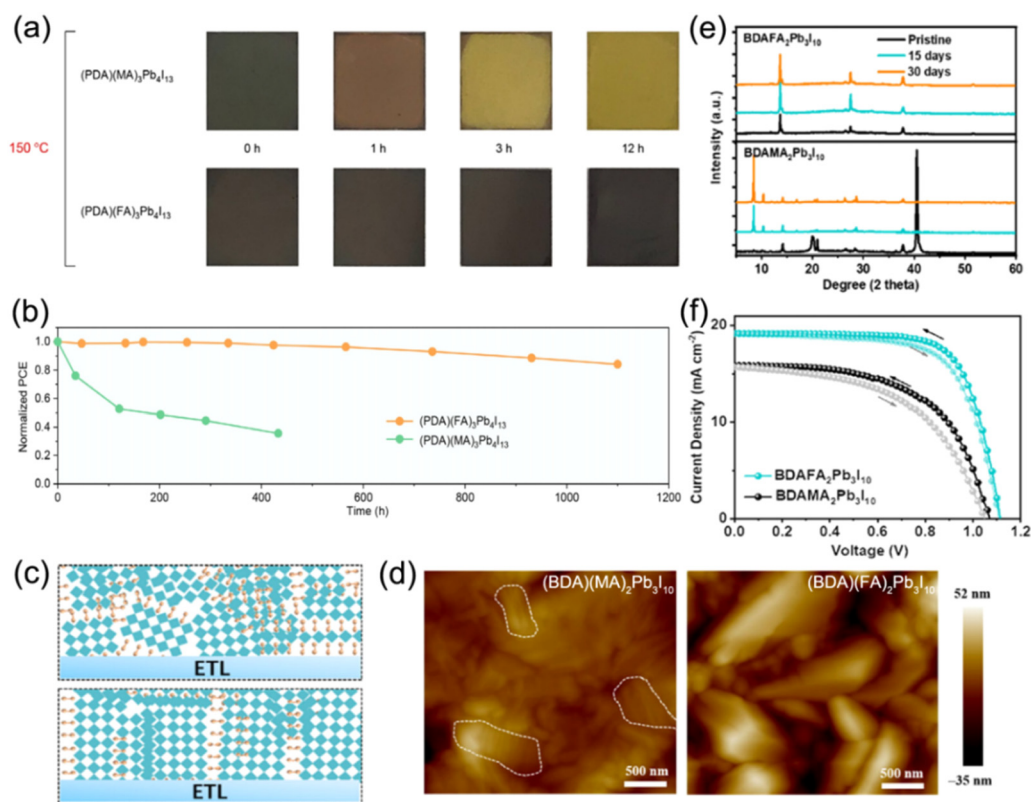 (a)
150 °C
(PDA)(MA)₃Pb₄I₁₃
0 h
1 h
3 h
12 h
(PDA)(FA)₃Pb₄I₁₃
(b)
Normalized PCE
1.0
0.8
0.6
0.4
0.2
0.0
(PDA)(FA)₃Pb₄I₁₃
(PDA)(MA)₃Pb₄I₁₃
0
200
400
600
800
1000
1200
Time (h)
(c)
ETL
ETL
(d)
(BDA)(MA)₂Pb₃I₁₀
500 nm
(BDA)(FA)₂Pb₃I₁₀
500 nm
52 nm
−35 nm
(e)
Intensity (a.u.)
BDAFA₂Pb₃I₁₀
Pristine
15 days
30 days
BDAMA₂Pb₃I₁₀
10
20
30
40
50
60
Degree (2 theta)
(f)
Current Density (mA cm⁻²)
20
10
0
BDAFA₂Pb₃I₁₀
BDAMA₂Pb₃I₁₀
0.0
0.2
0.4
0.6
0.8
1.0
1.2
Voltage (V)